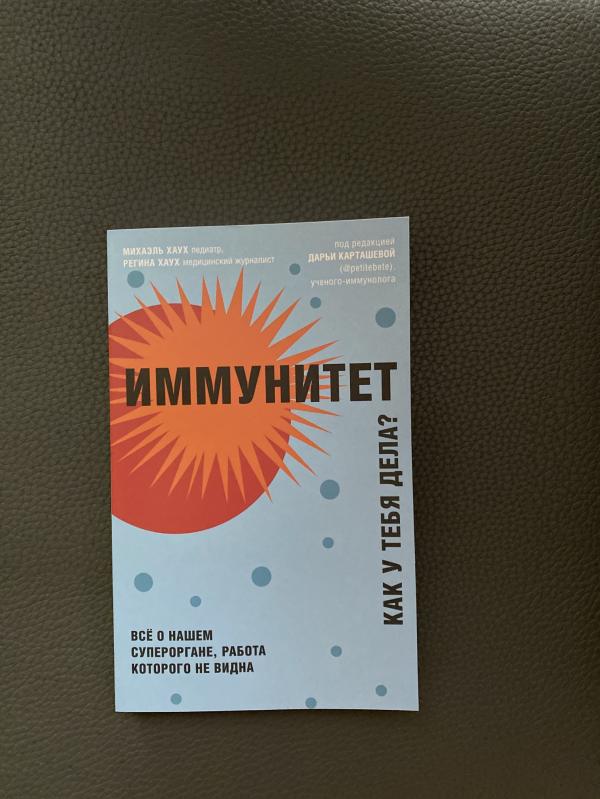 МИХАЭЛЬ ХАУХ педиатр,
РЕГИНА ХАУХ медицинский журналист
под редакцией
ДАРЬИ КАРТАШЕВОЙ
(@petitebete),
ученого-иммунолога
ИММУНИТЕТ
КАК У ТЕБЯ ДЕЛА?
ВСЁ О НАШЕМ
СУПЕРОРГАНЕ, РАБОТА
КОТОРОГО НЕ ВИДНА